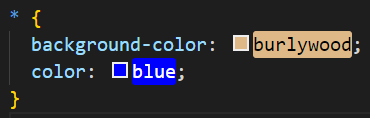 * {
background-color: burlywood;
color: blue;
}